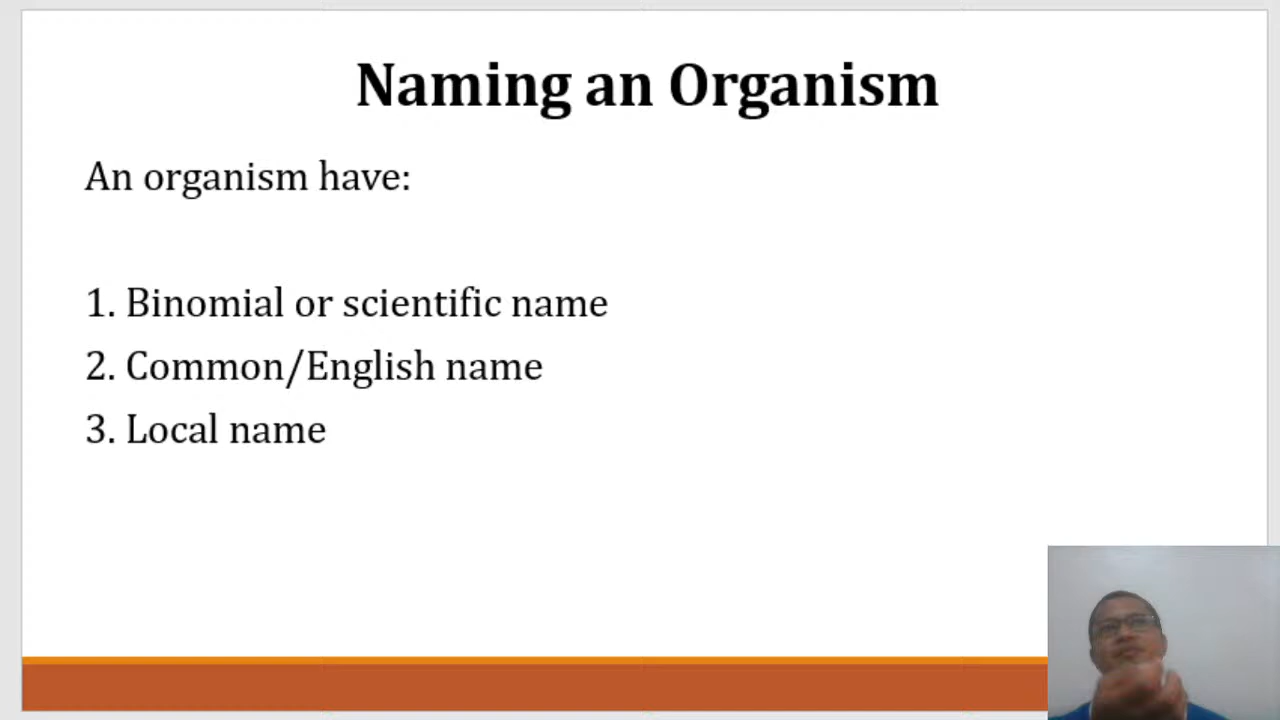 Naming an Organism
An organism have:
1. Binomial or scientific name
2. Common/English name
3. Local name